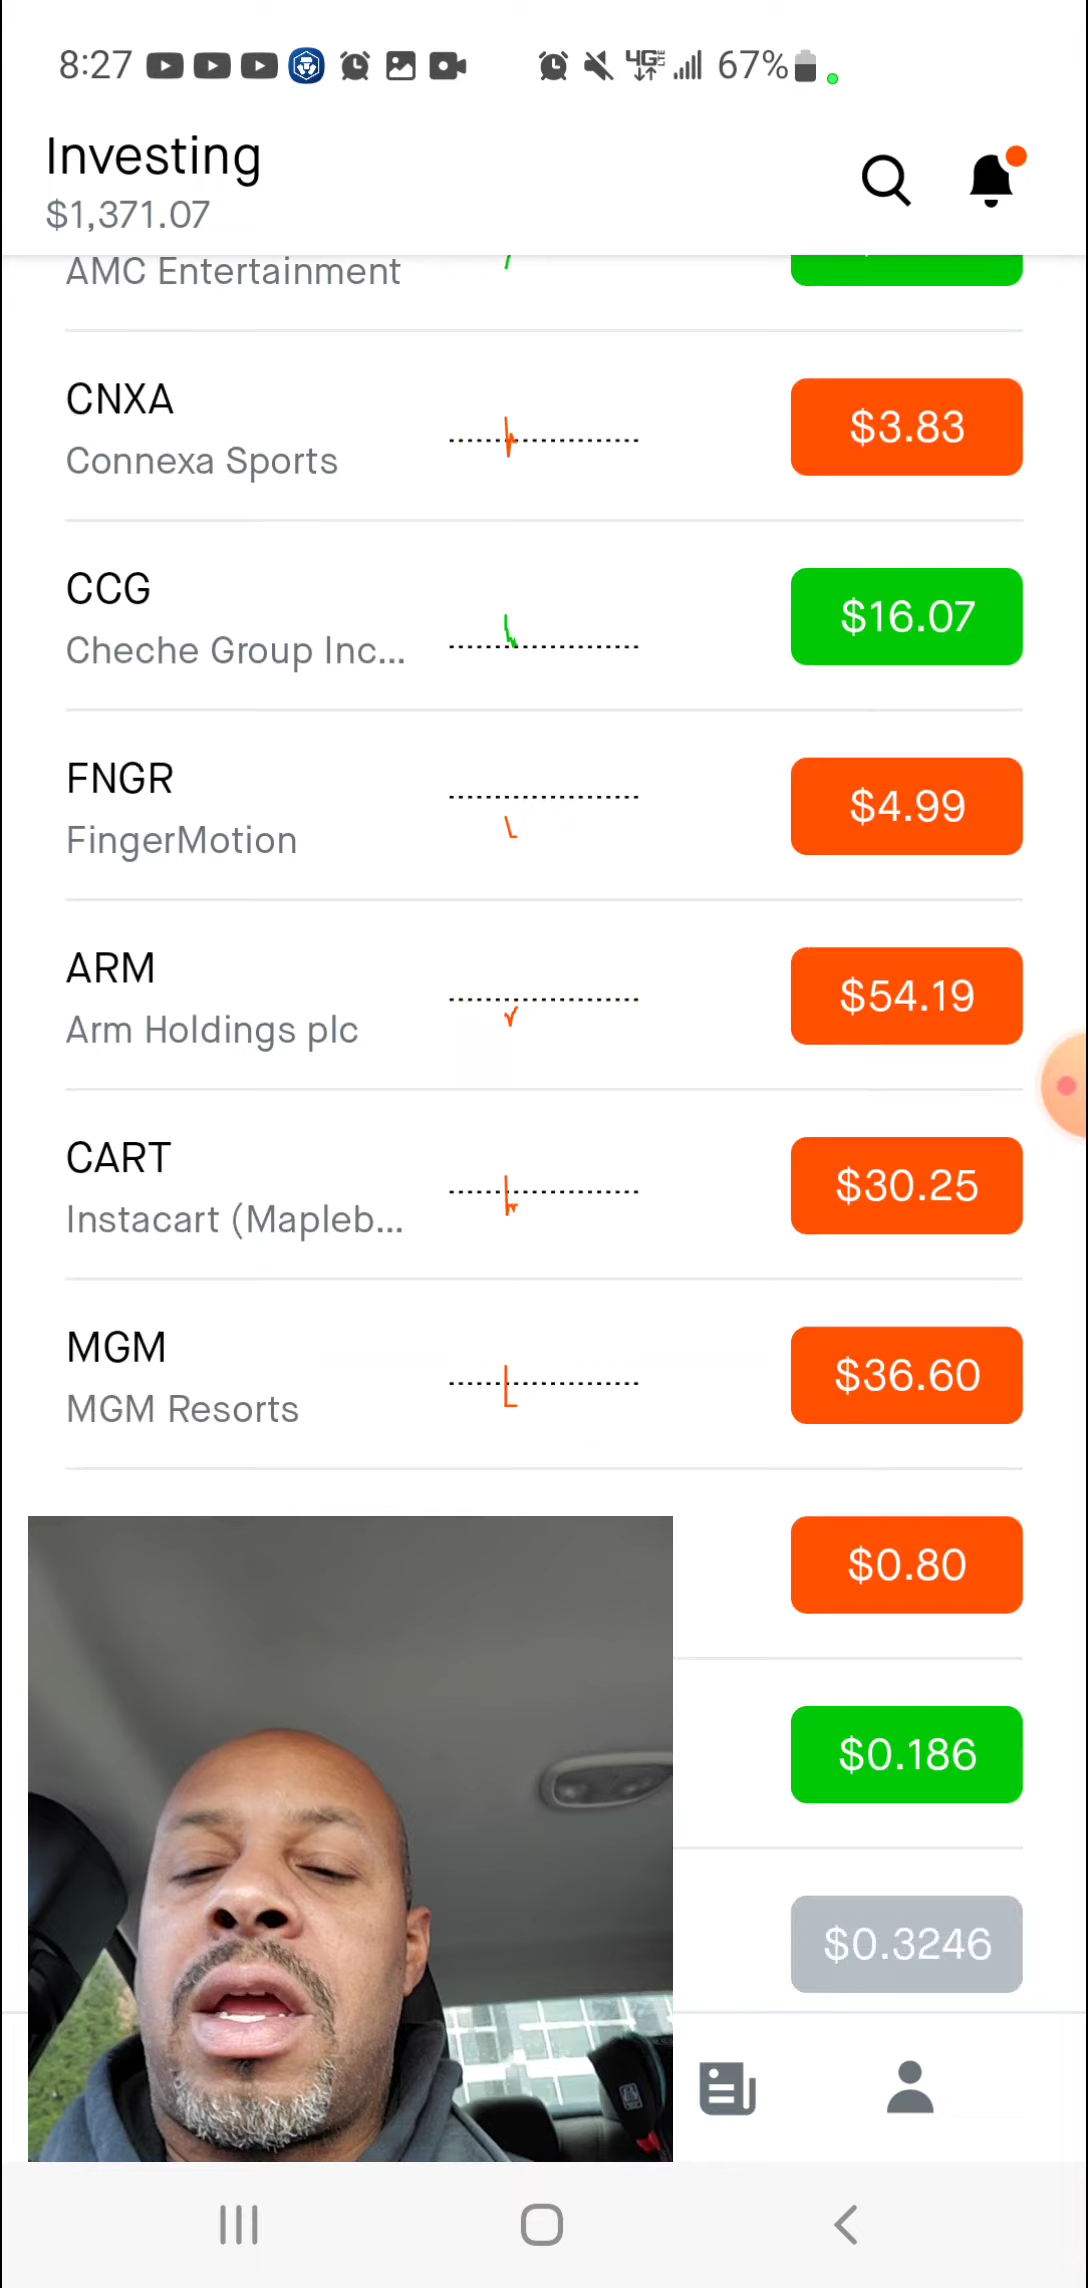 8:27 67%
Investing
$1,371.07
AMC Entertainment
CNXA
Connexa Sports
$3.83
CCG
Cheche Group Inc...
$16.07
FNGR
FingerMotion
$4.99
ARM
Arm Holdings plc
$54.19
CART
Instacart (Mapleb...
$30.25
MGM
MGM Resorts
$36.60
$0.80
$0.186
$0.3246